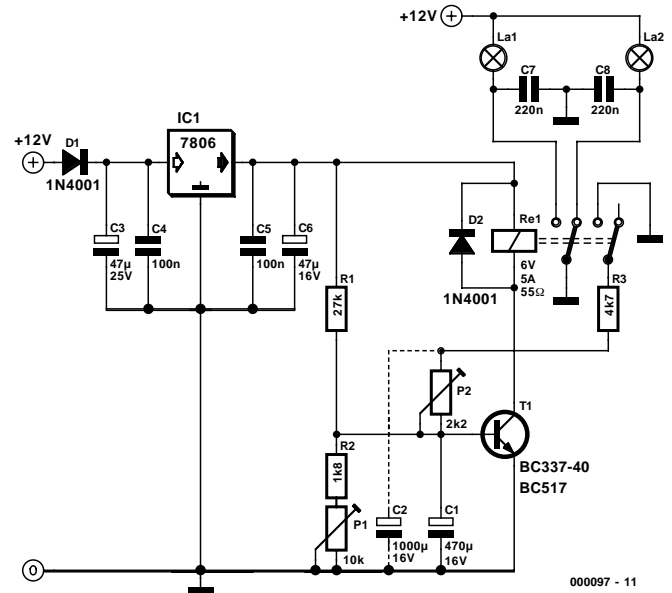 +12V
La1
La2
C7
C8
220n
220n
IC1
7806
+12V
D1
1N4001
C3
47µ
25V
C4
100n
C5
100n
C6
47µ
16V
D2
1N4001
Re1
6V
5A
55Ω
R3
4k7
R1
27k
P2
2k2
T1
BC337-40
BC517
R2
1k8
P1
10k
C2
1000µ
16V
C1
470µ
16V
0
000097 - 11